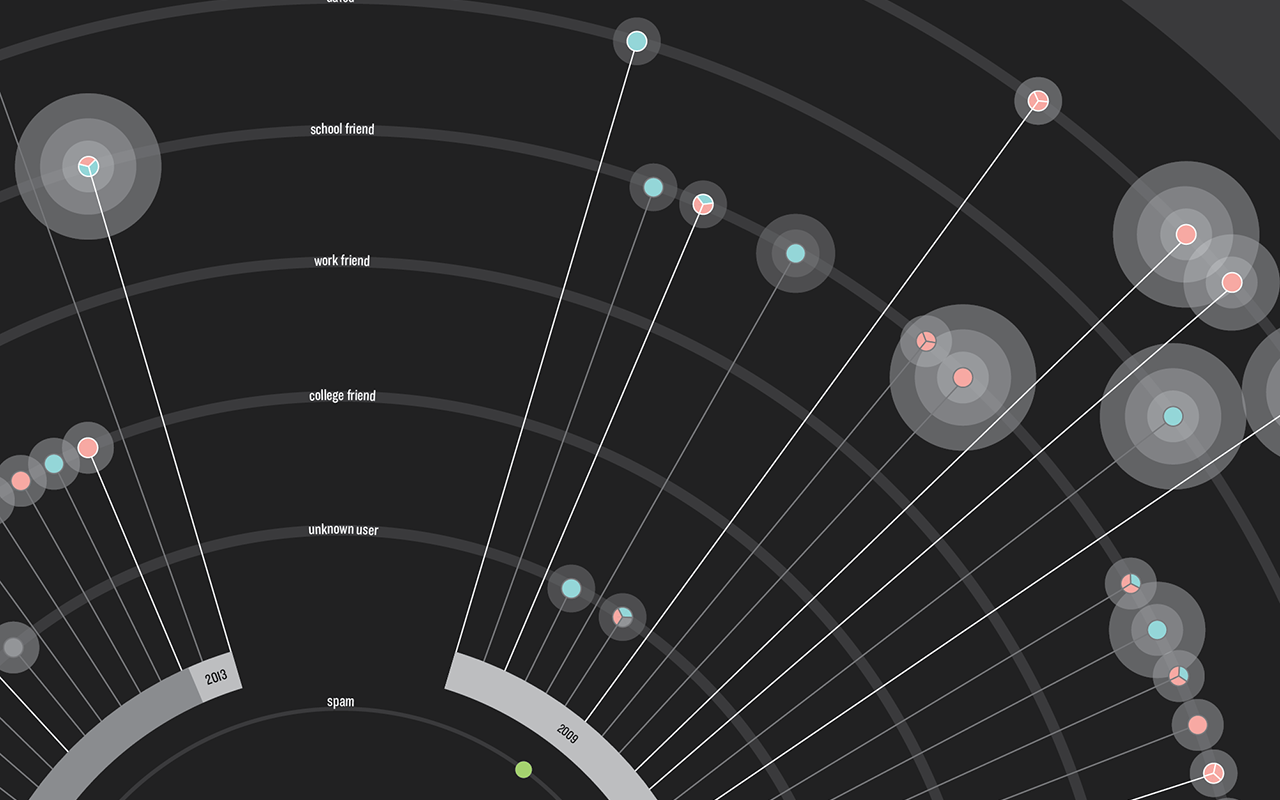 school friend
work friend
college friend
unknown user
2013
spam
2009